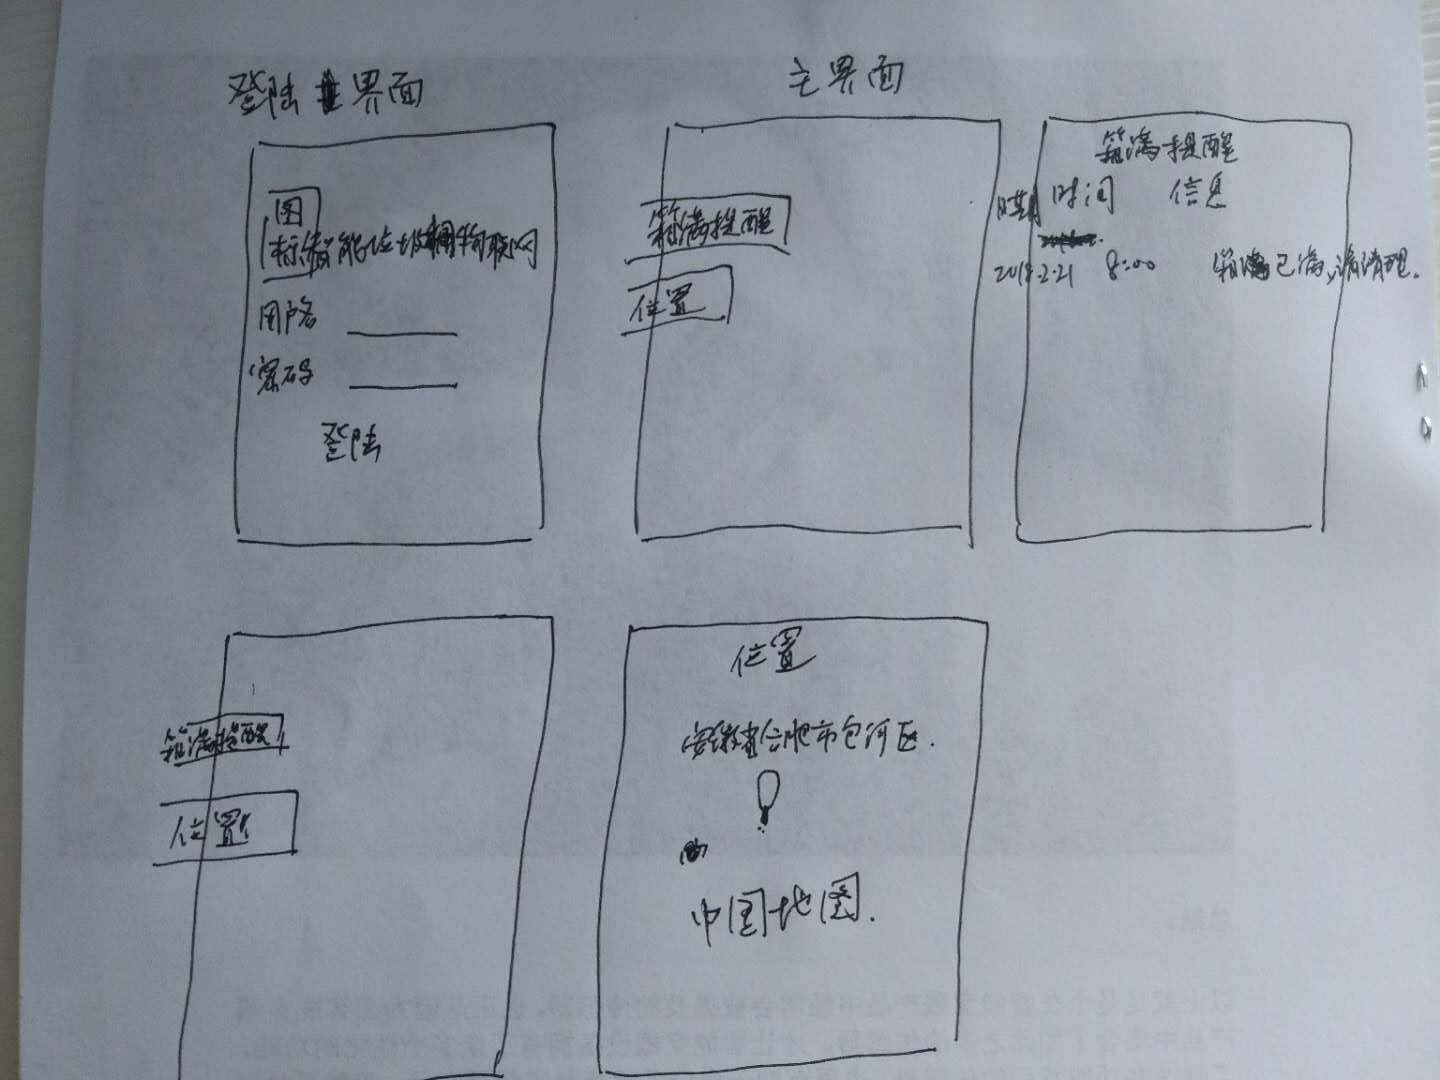 登陆界面
主界面
图
标 智能垃圾桶物联网
用户名
密码
登陆
箱满提醒
位置
箱满提醒
日期 时间 信息
2018.2.21 8:00 箱已满,请清理.
箱满提醒
位置
位置
安徽省合肥市包河区.
中国地图.